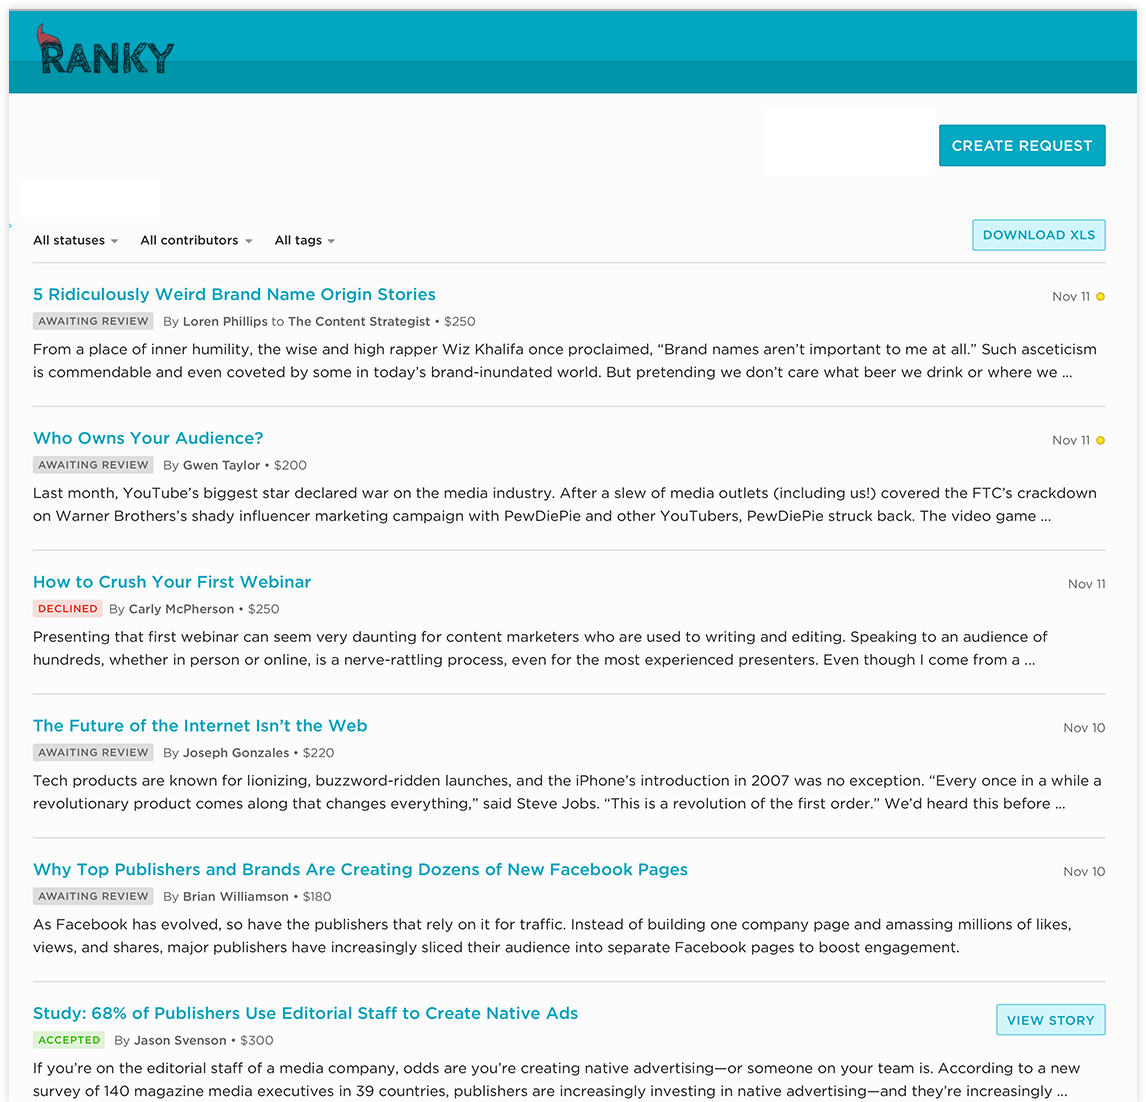 RANKY
CREATE REQUEST
All statuses All contributors All tags
DOWNLOAD XLS
5 Ridiculously Weird Brand Name Origin Stories
Nov 11
AWAITING REVIEW By Loren Phillips to The Content Strategist • $250
From a place of inner humility, the wise and high rapper Wiz Khalifa once proclaimed, “Brand names aren’t important to me at all.” Such asceticism
is commendable and even coveted by some in today’s brand-inundated world. But pretending we don’t care what beer we drink or where we ...
Who Owns Your Audience?
Nov 11
AWAITING REVIEW By Gwen Taylor • $200
Last month, YouTube’s biggest star declared war on the media industry. After a slew of media outlets (including us!) covered the FTC’s crackdown
on Warner Brothers’s shady influencer marketing campaign with PewDiePie and other YouTubers, PewDiePie struck back. The video game ...
How to Crush Your First Webinar
Nov 11
DECLINED By Carly McPherson • $250
Presenting that first webinar can seem very daunting for content marketers who are used to writing and editing. Speaking to an audience of
hundreds, whether in person or online, is a nerve-rattling process, even for the most experienced presenters. Even though I come from a ...
The Future of the Internet Isn’t the Web
Nov 10
AWAITING REVIEW By Joseph Gonzales • $220
Tech products are known for lionizing, buzzword-ridden launches, and the iPhone’s introduction in 2007 was no exception. “Every once in a while a
revolutionary product comes along that changes everything,” said Steve Jobs. “This is a revolution of the first order.” We’d heard this before ...
Why Top Publishers and Brands Are Creating Dozens of New Facebook Pages
Nov 10
AWAITING REVIEW By Brian Williamson • $180
As Facebook has evolved, so have the publishers that rely on it for traffic. Instead of building one company page and amassing millions of likes,
views, and shares, major publishers have increasingly sliced their audience into separate Facebook pages to boost engagement.
Study: 68% of Publishers Use Editorial Staff to Create Native Ads
VIEW STORY
ACCEPTED By Jason Svenson • $300
If you’re on the editorial staff of a media company, odds are you’re creating native advertising—or someone on your team is. According to a new
survey of 140 magazine media executives in 39 countries, publishers are increasingly investing in native advertising—and they’re increasingly ...